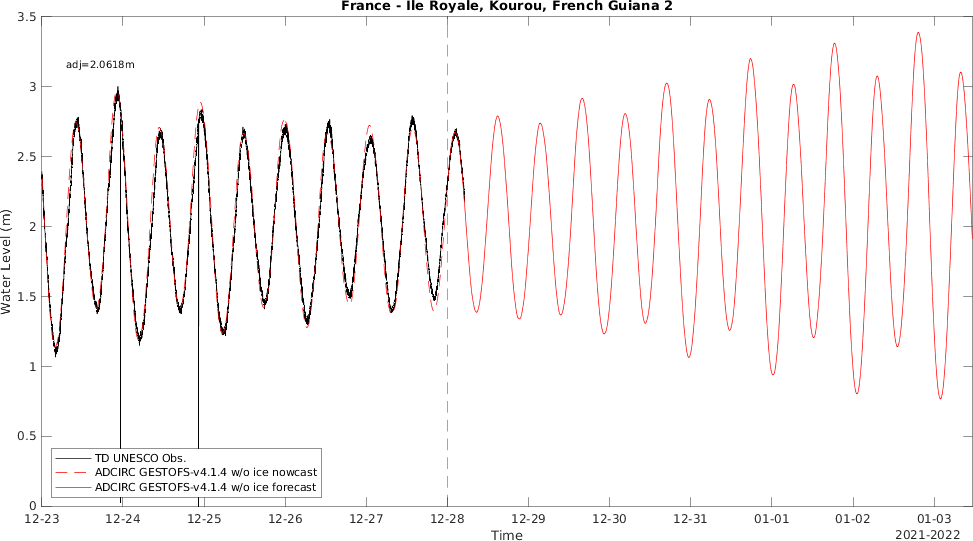 France - Ile Royale, Kourou, French Guiana 2
3.5
adj=2.0618m
3
2.5
2
Water Level (m)
1.5
1
0.5
TD UNESCO Obs.
ADCIRC GESTOFS-v4.1.4 w/o ice nowcast
ADCIRC GESTOFS-v4.1.4 w/o ice forecast
0
12-23 12-24 12-25 12-26 12-27 12-28 12-29 12-30 12-31 01-01 01-02 01-03
Time
2021-2022